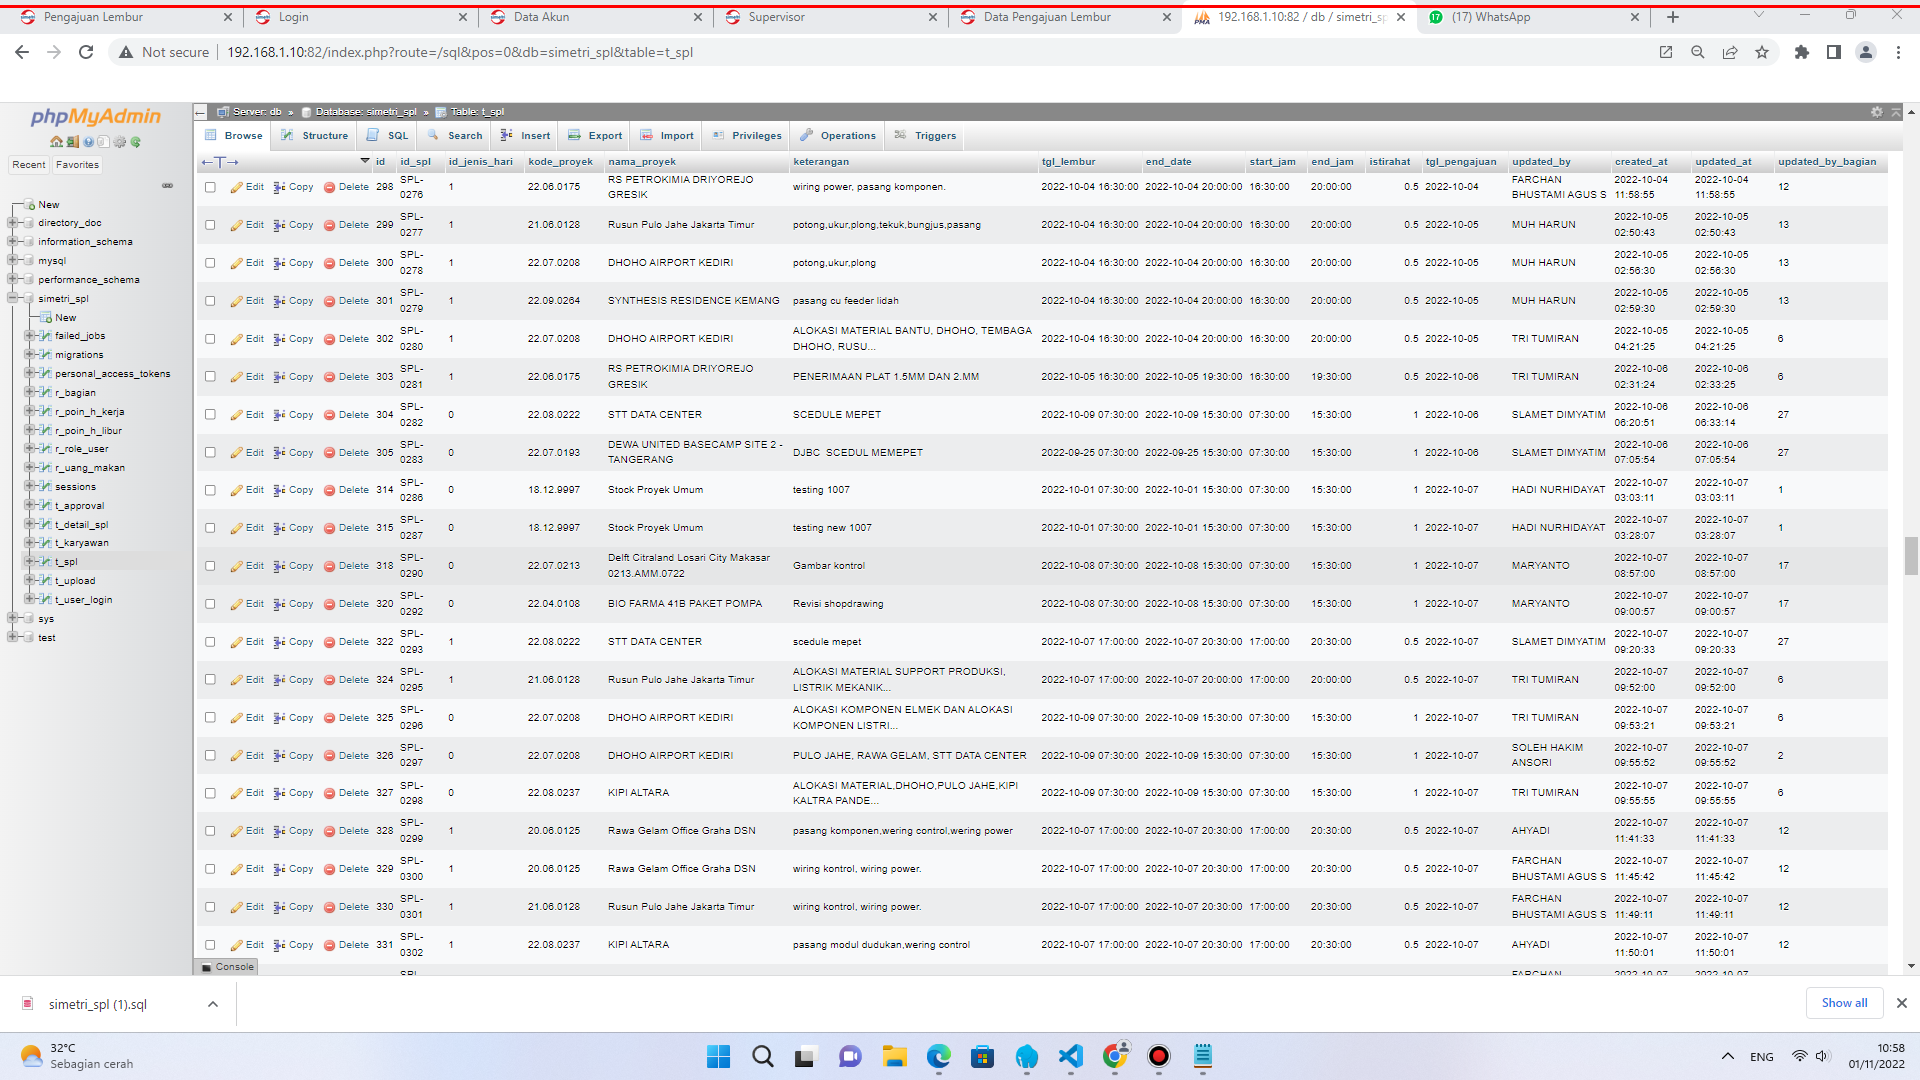 Pengajuan Lembur
Login
Data Akun
Supervisor
Data Pengajuan Lembur
192.168.1.10:82 / db / simetri_sp
(17) WhatsApp
Not secure
192.168.1.10:82/index.php?route=/sql&pos=0&db=simetri_spl&table=t_spl
phpMyAdmin
Recent Favorites
New
directory_doc
information_schema
mysql
performance_schema
simetri_spl
New
failed_jobs
migrations
personal_access_tokens
r_bagian
r_poin_h_kerja
r_poin_h_libur
r_role_user
r_uang_makan
sessions
t_approval
t_detail_spl
t_karyawan
t_spl
t_upload
t_user_login
sys
test
Server: db » Database: simetri_spl » Table: t_spl
Browse Structure SQL Search Insert Export Import Privileges Operations Triggers
←T→ id id_spl id_jenis_hari kode_proyek nama_proyek keterangan tgl_lembur end_date start_jam end_jam istirahat tgl_pengajuan updated_by created_at updated_at updated_by_bagian
Edit Copy Delete 298 SPL-0276 1 22.06.0175 RS PETROKIMIA DRIYOREJO GRESIK wiring power, pasang komponen. 2022-10-04 16:30:00 2022-10-04 20:00:00 16:30:00 20:00:00 0.5 2022-10-04 FARCHAN BHUSTAMI AGUS S 2022-10-04 11:58:55 2022-10-04 11:58:55 12
Edit Copy Delete 299 SPL-0277 1 21.06.0128 Rusun Pulo Jahe Jakarta Timur potong,ukur,plong,tekuk,bungjus,pasang 2022-10-04 16:30:00 2022-10-04 20:00:00 16:30:00 20:00:00 0.5 2022-10-05 MUH HARUN 2022-10-05 02:50:43 2022-10-05 02:50:43 13
Edit Copy Delete 300 SPL-0278 1 22.07.0208 DHOHO AIRPORT KEDIRI potong,ukur,plong 2022-10-04 16:30:00 2022-10-04 20:00:00 16:30:00 20:00:00 0.5 2022-10-05 MUH HARUN 2022-10-05 02:56:30 2022-10-05 02:56:30 13
Edit Copy Delete 301 SPL-0279 1 22.09.0264 SYNTHESIS RESIDENCE KEMANG pasang cu feeder lidah 2022-10-04 16:30:00 2022-10-04 20:00:00 16:30:00 20:00:00 0.5 2022-10-05 MUH HARUN 2022-10-05 02:59:30 2022-10-05 02:59:30 13
Edit Copy Delete 302 SPL-0280 1 22.07.0208 DHOHO AIRPORT KEDIRI ALOKASI MATERIAL BANTU, DHOHO, TEMBAGA DHOHO, RUSU... 2022-10-04 16:30:00 2022-10-04 20:00:00 16:30:00 20:00:00 0.5 2022-10-05 TRI TUMIRAN 2022-10-05 04:21:25 2022-10-05 04:21:25 6
Edit Copy Delete 303 SPL-0281 1 22.06.0175 RS PETROKIMIA DRIYOREJO GRESIK PENERIMAAN PLAT 1.5MM DAN 2.MM 2022-10-05 16:30:00 2022-10-05 19:30:00 16:30:00 19:30:00 0.5 2022-10-06 TRI TUMIRAN 2022-10-06 02:31:24 2022-10-06 02:33:25 6
Edit Copy Delete 304 SPL-0282 0 22.08.0222 STT DATA CENTER SCEDULE MEPET 2022-10-09 07:30:00 2022-10-09 15:30:00 07:30:00 15:30:00 1 2022-10-06 SLAMET DIMYATIM 2022-10-06 06:20:51 2022-10-06 06:33:14 27
Edit Copy Delete 305 SPL-0283 0 22.07.0193 DEWA UNITED BASECAMP SITE 2 - TANGERANG DJBC  SCEDUL MEMEPET 2022-09-25 07:30:00 2022-09-25 15:30:00 07:30:00 15:30:00 1 2022-10-06 SLAMET DIMYATIM 2022-10-06 07:05:54 2022-10-06 07:05:54 27
Edit Copy Delete 314 SPL-0286 0 18.12.9997 Stock Proyek Umum testing 1007 2022-10-01 07:30:00 2022-10-01 15:30:00 07:30:00 15:30:00 1 2022-10-07 HADI NURHIDAYAT 2022-10-07 03:03:11 2022-10-07 03:03:11 1
Edit Copy Delete 315 SPL-0287 0 18.12.9997 Stock Proyek Umum testing new 1007 2022-10-01 07:30:00 2022-10-01 15:30:00 07:30:00 15:30:00 1 2022-10-07 HADI NURHIDAYAT 2022-10-07 03:28:07 2022-10-07 03:28:07 1
Edit Copy Delete 318 SPL-0290 0 22.07.0213 Delft Citraland Losari City Makasar 0213.AMM.0722 Gambar kontrol 2022-10-08 07:30:00 2022-10-08 15:30:00 07:30:00 15:30:00 1 2022-10-07 MARYANTO 2022-10-07 08:57:00 2022-10-07 08:57:00 17
Edit Copy Delete 320 SPL-0292 0 22.04.0108 BIO FARMA 41B PAKET POMPA Revisi shopdrawing 2022-10-08 07:30:00 2022-10-08 15:30:00 07:30:00 15:30:00 1 2022-10-07 MARYANTO 2022-10-07 09:00:57 2022-10-07 09:00:57 17
Edit Copy Delete 322 SPL-0293 1 22.08.0222 STT DATA CENTER scedule mepet 2022-10-07 17:00:00 2022-10-07 20:30:00 17:00:00 20:30:00 0.5 2022-10-07 SLAMET DIMYATIM 2022-10-07 09:20:33 2022-10-07 09:20:33 27
Edit Copy Delete 324 SPL-0295 1 21.06.0128 Rusun Pulo Jahe Jakarta Timur ALOKASI MATERIAL SUPPORT PRODUKSI, LISTRIK MEKANIK... 2022-10-07 17:00:00 2022-10-07 20:00:00 17:00:00 20:00:00 0.5 2022-10-07 TRI TUMIRAN 2022-10-07 09:52:00 2022-10-07 09:52:00 6
Edit Copy Delete 325 SPL-0296 0 22.07.0208 DHOHO AIRPORT KEDIRI ALOKASI KOMPONEN ELMEK DAN ALOKASI KOMPONEN LISTRI... 2022-10-09 07:30:00 2022-10-09 15:30:00 07:30:00 15:30:00 1 2022-10-07 TRI TUMIRAN 2022-10-07 09:53:21 2022-10-07 09:53:21 6
Edit Copy Delete 326 SPL-0297 0 22.07.0208 DHOHO AIRPORT KEDIRI PULO JAHE, RAWA GELAM, STT DATA CENTER 2022-10-09 07:30:00 2022-10-09 15:30:00 07:30:00 15:30:00 1 2022-10-07 SOLEH HAKIM ANSORI 2022-10-07 09:55:52 2022-10-07 09:55:52 2
Edit Copy Delete 327 SPL-0298 0 22.08.0237 KIPI ALTARA ALOKASI MATERIAL,DHOHO,PULO JAHE,KIPI KALTRA PANDE... 2022-10-09 07:30:00 2022-10-09 15:30:00 07:30:00 15:30:00 1 2022-10-07 TRI TUMIRAN 2022-10-07 09:55:55 2022-10-07 09:55:55 6
Edit Copy Delete 328 SPL-0299 1 20.06.0125 Rawa Gelam Office Graha DSN pasang komponen,wering control,wering power 2022-10-07 17:00:00 2022-10-07 20:30:00 17:00:00 20:30:00 0.5 2022-10-07 AHYADI 2022-10-07 11:41:33 2022-10-07 11:41:33 12
Edit Copy Delete 329 SPL-0300 1 20.06.0125 Rawa Gelam Office Graha DSN wiring kontrol, wiring power. 2022-10-07 17:00:00 2022-10-07 20:30:00 17:00:00 20:30:00 0.5 2022-10-07 FARCHAN BHUSTAMI AGUS S 2022-10-07 11:45:42 2022-10-07 11:45:42 12
Edit Copy Delete 330 SPL-0301 1 21.06.0128 Rusun Pulo Jahe Jakarta Timur wiring kontrol, wiring power. 2022-10-07 17:00:00 2022-10-07 20:30:00 17:00:00 20:30:00 0.5 2022-10-07 FARCHAN BHUSTAMI AGUS S 2022-10-07 11:49:11 2022-10-07 11:49:11 12
Edit Copy Delete 331 SPL-0302 1 22.08.0237 KIPI ALTARA pasang modul dudukan,wering control 2022-10-07 17:00:00 2022-10-07 20:30:00 17:00:00 20:30:00 0.5 2022-10-07 AHYADI 2022-10-07 11:50:01 2022-10-07 11:50:01 12
Console
simetri_spl (1).sql
Show all
32°C
Sebagian cerah
ENG
10:58
01/11/2022